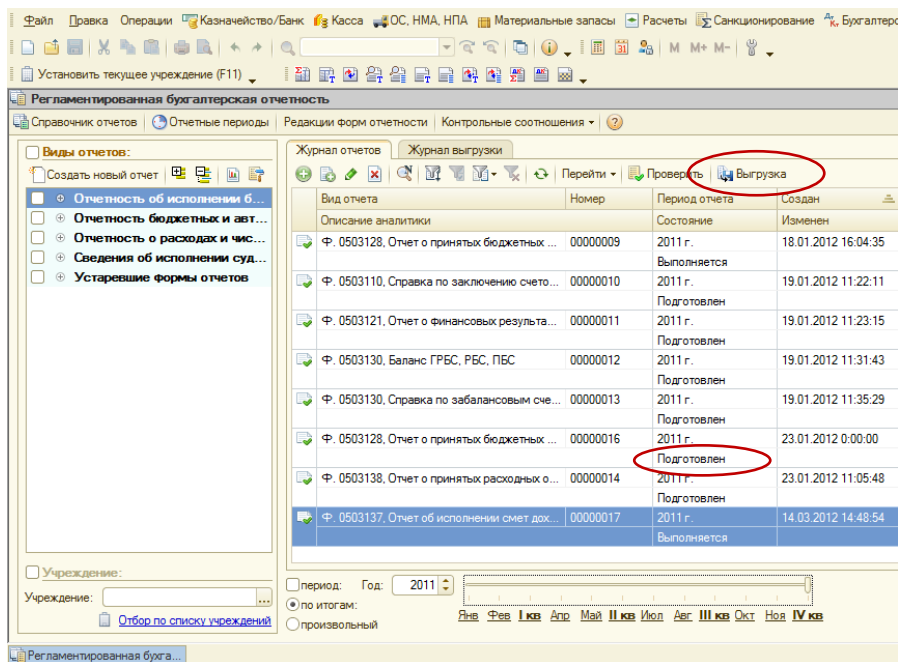 Файл Правка Операции Казначейство/Банк Касса ОС, НМА, НПА Материальные запасы Расчеты Санкционирование Бухгалтерс
M M+ M-
Установить текущее учреждение (F11)
Регламентированная бухгалтерская отчетность
Справочник отчетов Отчетные периоды Редакции форм отчетности Контрольные соотношения
Виды отчетов: Журнал отчетов Журнал выгрузки
Создать новый отчет Перейти Проверить Выгрузка
Вид отчета Номер Период отчета Создан
Описание аналитики Состояние Изменен
Отчетность об исполнении б...
Отчетность бюджетных и авт...
Отчетность о расходах и чис...
Сведения об исполнении суд...
Устаревшие формы отчетов
Ф. 0503128, Отчет о принятых бюджетных ... 00000009 2011 г. 18.01.2012 16:04:35
Выполняется
Ф. 0503110, Справка по заключению счето... 00000010 2011 г. 19.01.2012 11:22:11
Подготовлен
Ф. 0503121, Отчет о финансовых результа... 00000011 2011 г. 19.01.2012 11:23:15
Подготовлен
Ф. 0503130, Баланс ГРБС, РБС, ПБС 00000012 2011 г. 19.01.2012 11:31:43
Подготовлен
Ф. 0503130, Справка по забалансовым сче... 00000013 2011 г. 19.01.2012 11:35:29
Подготовлен
Ф. 0503128, Отчет о принятых бюджетных ... 00000016 2011 г. 23.01.2012 0:00:00
Подготовлен
Ф. 0503138, Отчет о принятых расходных о... 00000014 2011 г. 23.01.2012 11:05:48
Подготовлен
Ф. 0503137, Отчет об исполнении смет дох... 00000017 2011 г. 14.03.2012 14:48:54
Выполняется
Учреждение:
Учреждение: ...
Отбор по списку учреждений
период: Год: 2011
по итогам:
произвольный
Янв Фев I кв Апр Май II кв Июл Авг III кв Окт Ноя IV кв
Регламентированная бухга...